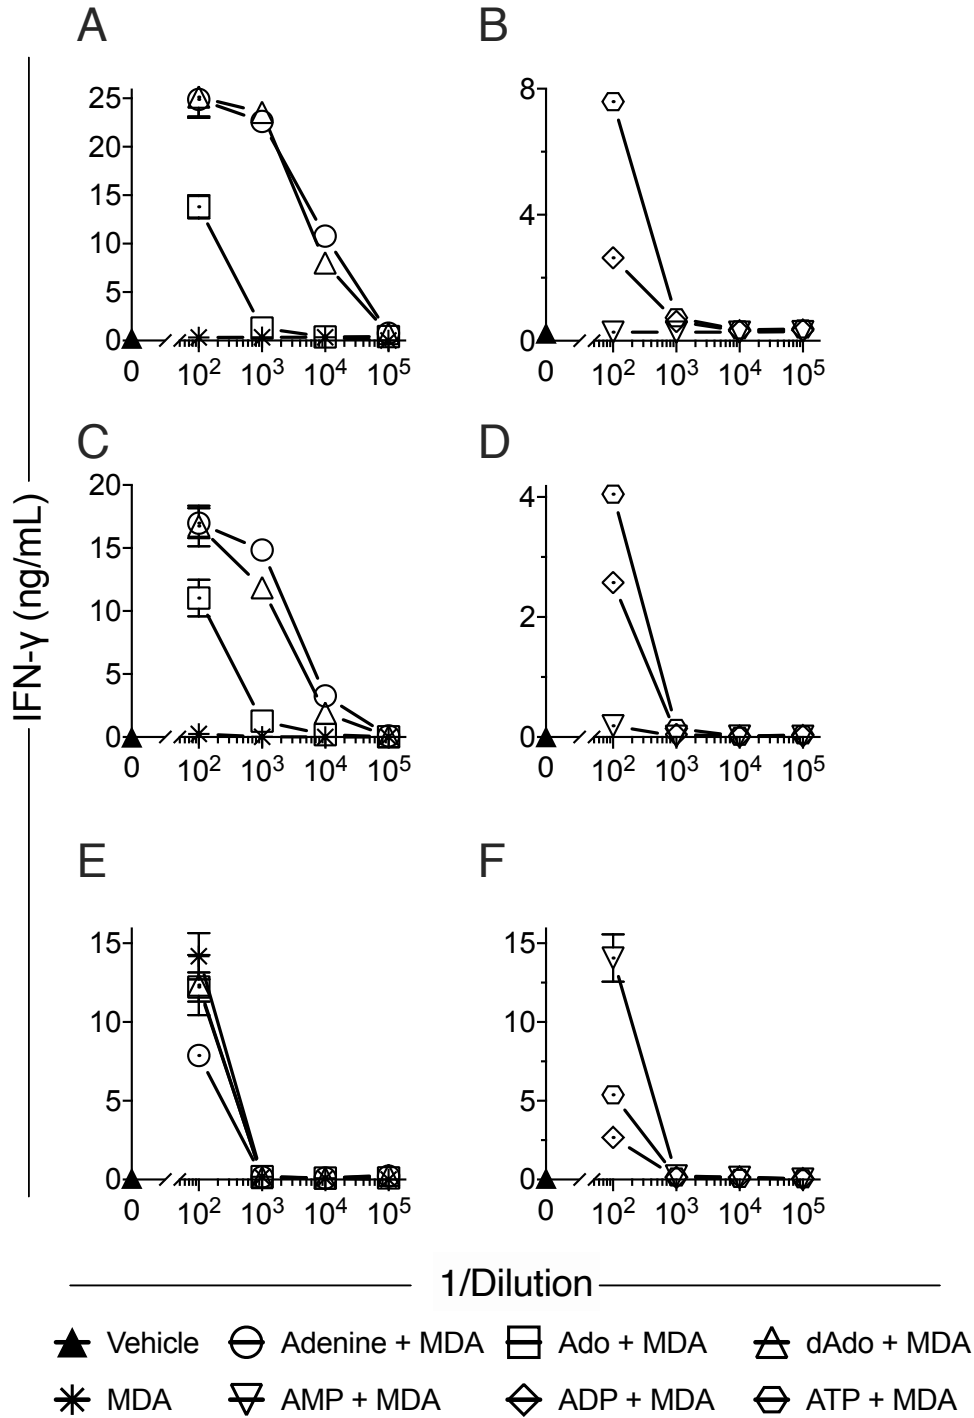 A
25
20
15
10
5
0
0 10² 10³ 10⁴ 10⁵
B
8
4
0
0 10² 10³ 10⁴ 10⁵
C
20
15
10
5
0
0 10² 10³ 10⁴ 10⁵
D
4
2
0
0 10² 10³ 10⁴ 10⁵
E
15
10
5
0
0 10² 10³ 10⁴ 10⁵
F
15
10
5
0
0 10² 10³ 10⁴ 10⁵
IFN-γ (ng/mL)
1/Dilution
Vehicle Adenine + MDA Ado + MDA dAdo + MDA
MDA AMP + MDA ADP + MDA ATP + MDA